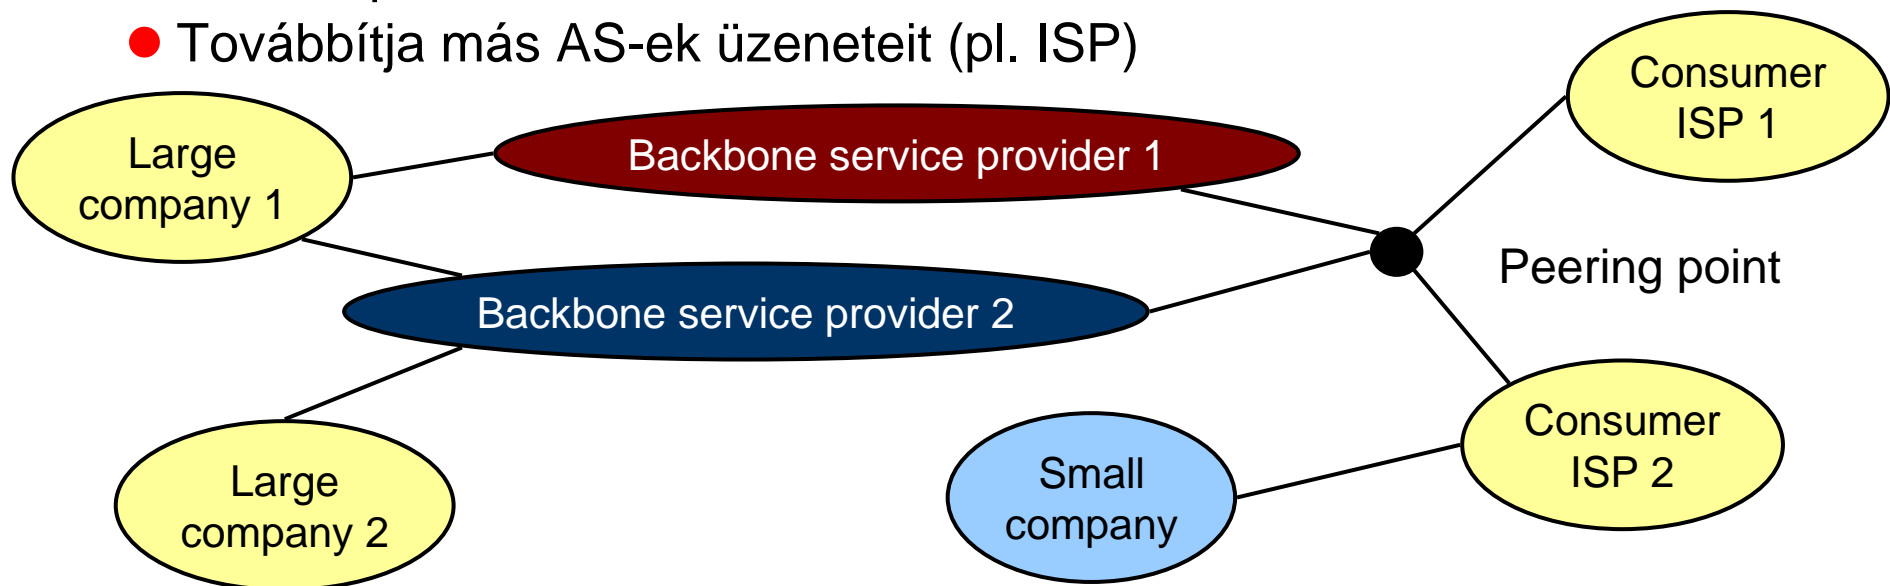 ● Továbbítja más AS-ek üzeneteit (pl. ISP)
Consumer
ISP 1
Large
company 1
Backbone service provider 1
Peering point
Backbone service provider 2
Consumer
ISP 2
Large
company 2
Small
company